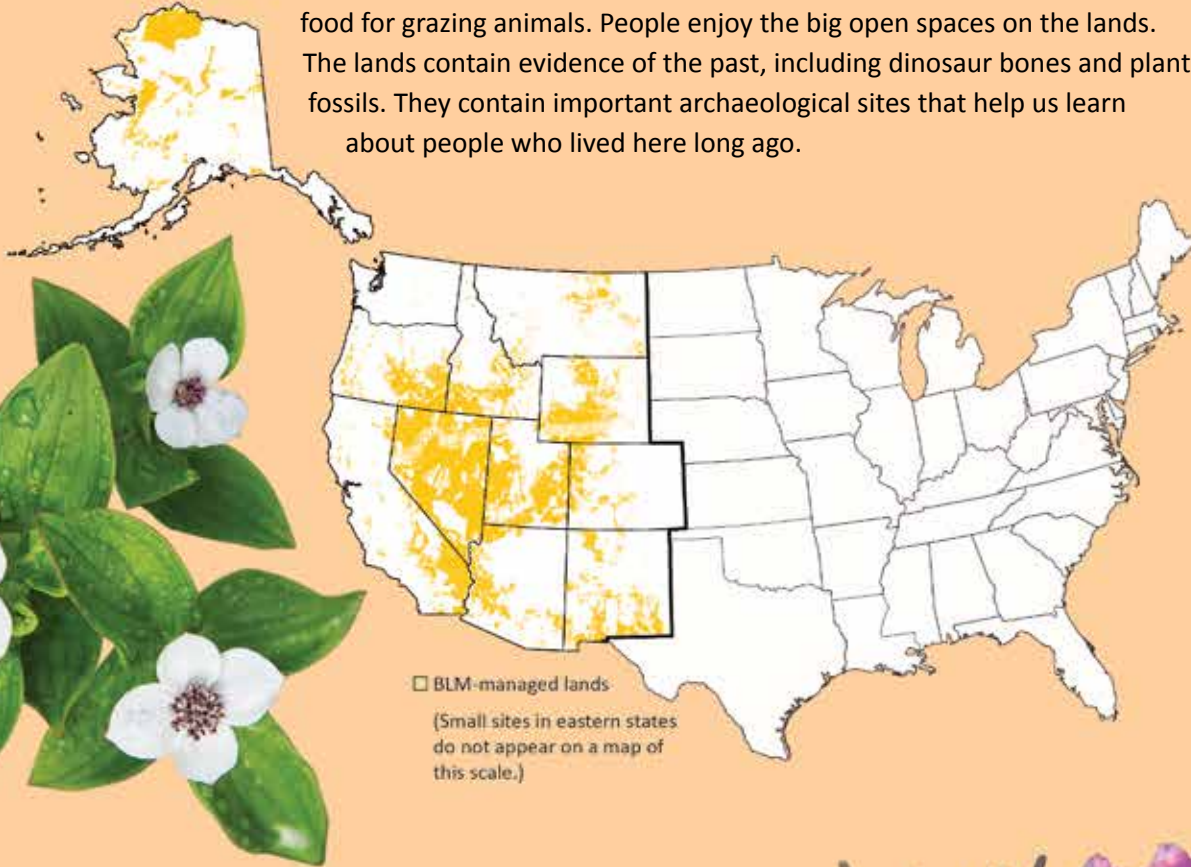 food for grazing animals. People enjoy the big open spaces on the lands.
The lands contain evidence of the past, including dinosaur bones and plant
fossils. They contain important archaeological sites that help us learn
about people who lived here long ago.
BLM-managed lands
(Small sites in eastern states
do not appear on a map of
this scale.)